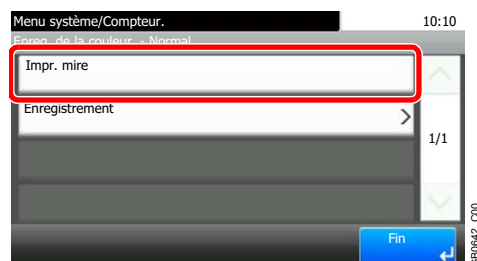 Menu système/Compteur.
10:10
Enreg. de la couleur. - Normal
Impr. mire
Enregistrement
1/1
Fin